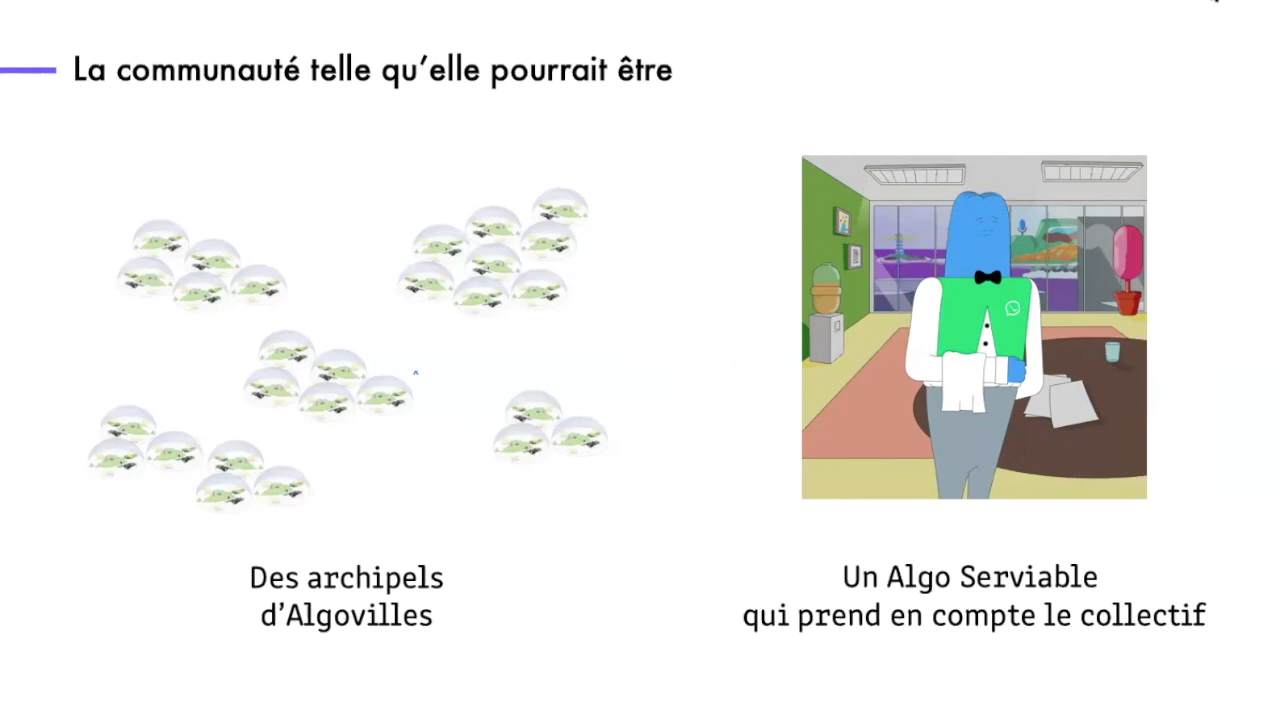 La communauté telle qu'elle pourrait être
Des archipels
d'Algovilles
Un Algo Serviable
qui prend en compte le collectif